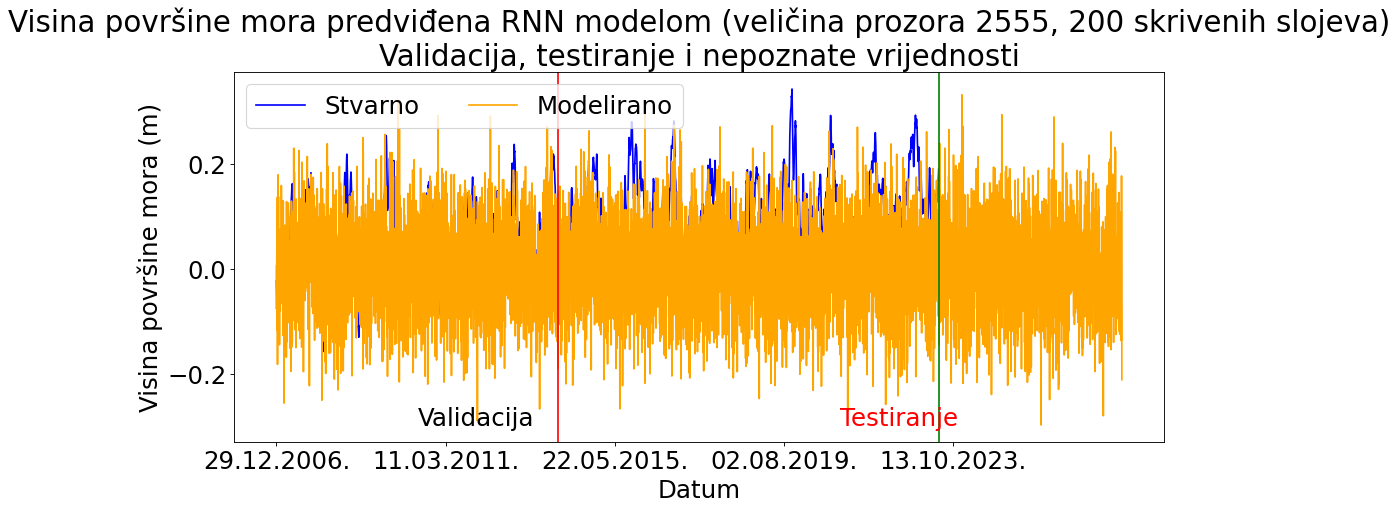 Visina površine mora predviđena RNN modelom (veličina prozora 2555, 200 skrivenih slojeva)
Validacija, testiranje i nepoznate vrijednosti
Stvarno Modelirano
Visina površine mora (m)
0.2
0.0
−0.2
Validacija Testiranje
29.12.2006. 11.03.2011. 22.05.2015. 02.08.2019. 13.10.2023.
Datum